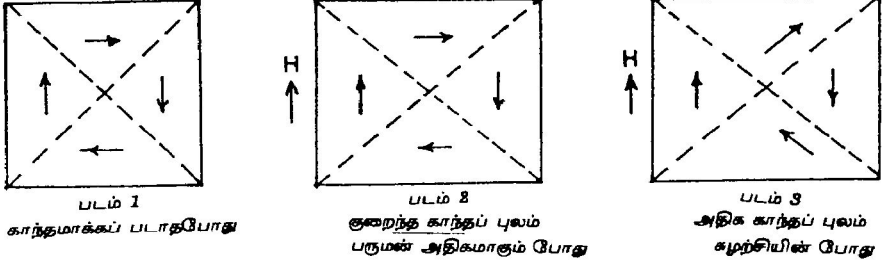 H
H
படம் 1
காந்தமாக்கப் படாதபோது
படம் 2
குறைந்த காந்தப் புலம்
பருமன் அதிகமாகும் போது
படம் 3
அதிக காந்தப் புலம்
சுழற்சியின் போது